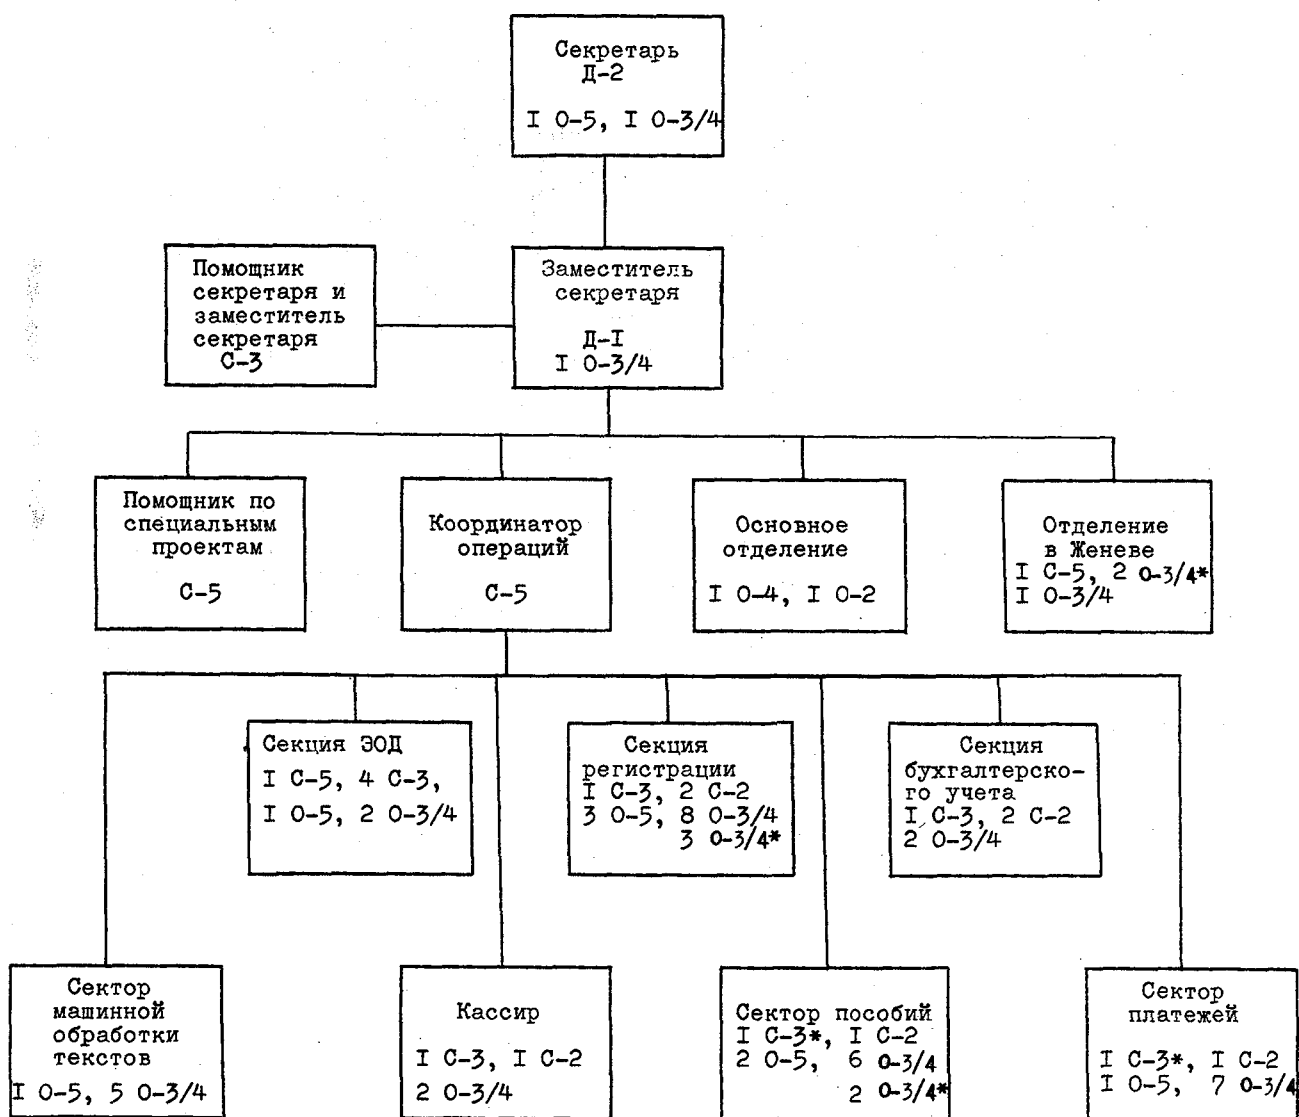 Секретарь
Д-2
I О-5, I О-3/4
Помощник
секретаря и
заместитель
секретаря
С-3
Заместитель
секретаря
Д-I
I О-3/4
Помощник по
специальным
проектам
С-5
Координатор
операций
С-5
Основное
отделение
I О-4, I О-2
Отделение
в Женеве
I С-5, 2 О-3/4*
I О-3/4
Секция ЭОД
I С-5, 4 С-3,
I О-5, 2 О-3/4
Секция
регистрации
I С-3, 2 С-2
3 О-5, 8 О-3/4
3 О-3/4*
Секция
бухгалтерско-
го учета
I С-3, 2 С-2
2 О-3/4
Сектор
машинной
обработки
текстов
I О-5, 5 О-3/4
Кассир
I С-3, I С-2
2 О-3/4
Сектор пособий
I С-3*, I С-2
2 О-5, 6 О-3/4
2 О-3/4*
Сектор
платежей
I С-3*, I С-2
I О-5, 7 О-3/4